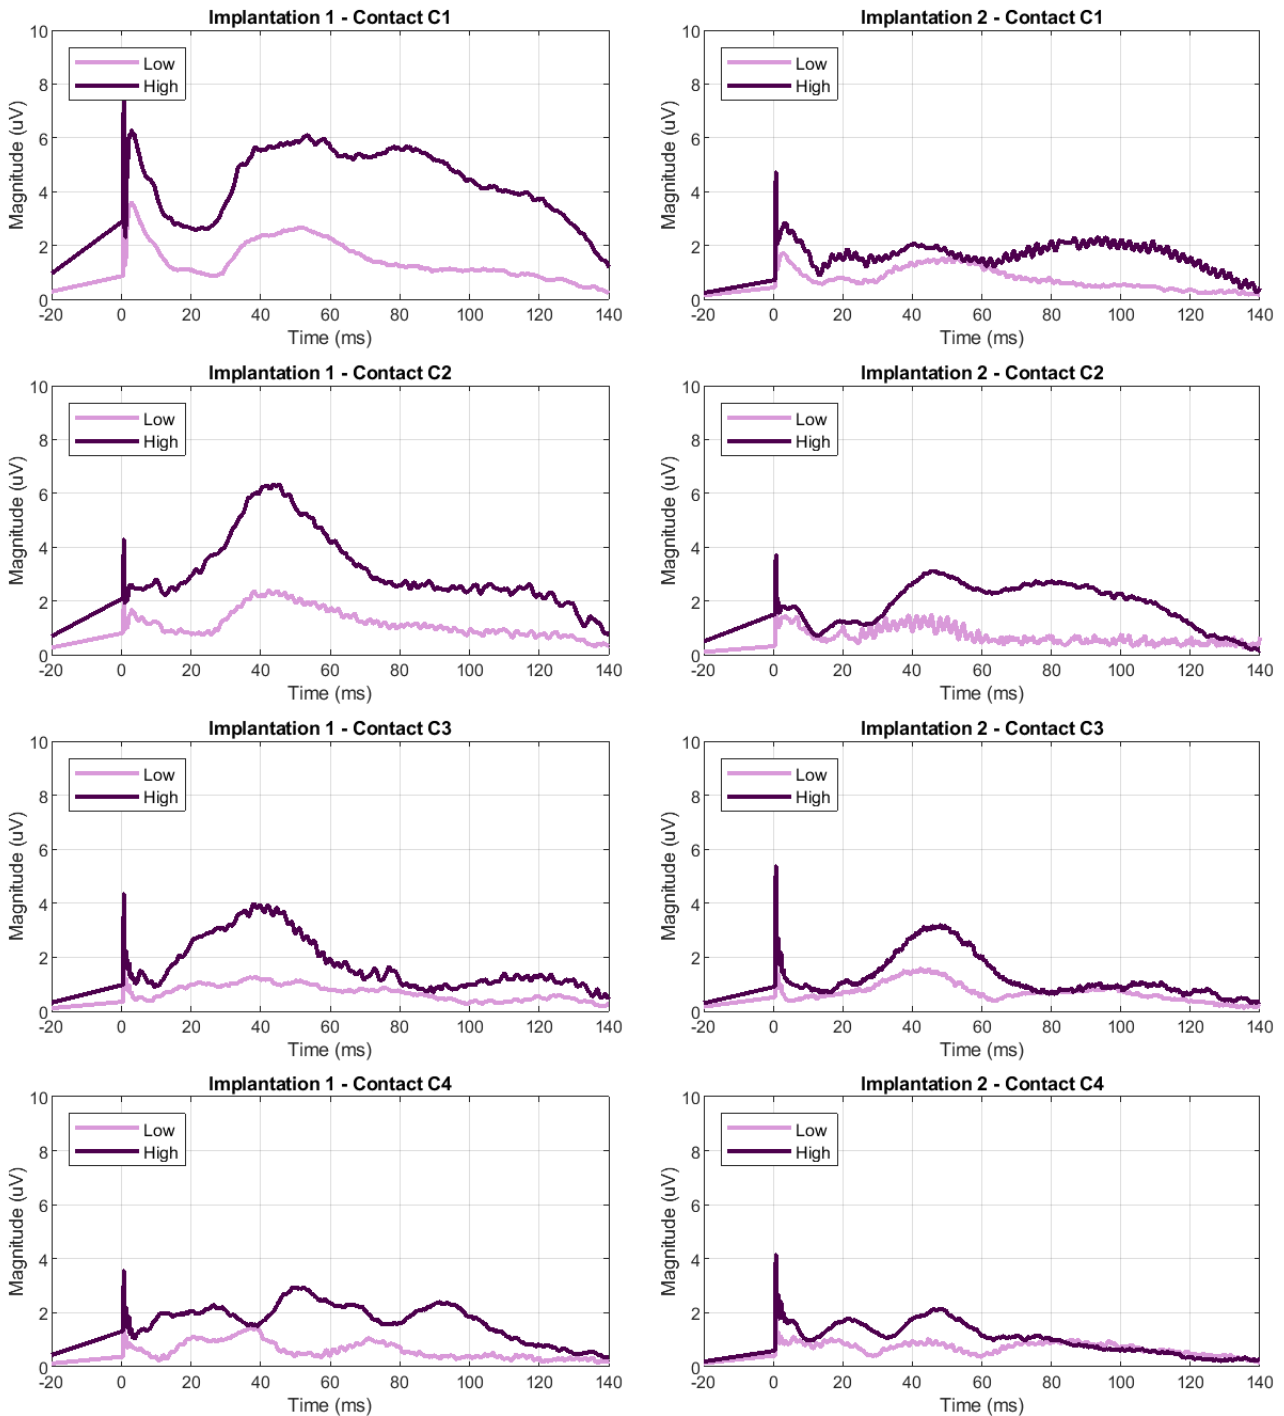 Implantation 1 - Contact C1
10
8
6
4
2
0
Magnitude (uV)
Low
High
-20 0 20 40 60 80 100 120 140
Time (ms)
Implantation 2 - Contact C1
10
8
6
4
2
0
Magnitude (uV)
Low
High
-20 0 20 40 60 80 100 120 140
Time (ms)
Implantation 1 - Contact C2
10
8
6
4
2
0
Magnitude (uV)
Low
High
-20 0 20 40 60 80 100 120 140
Time (ms)
Implantation 2 - Contact C2
10
8
6
4
2
0
Magnitude (uV)
Low
High
-20 0 20 40 60 80 100 120 140
Time (ms)
Implantation 1 - Contact C3
10
8
6
4
2
0
Magnitude (uV)
Low
High
-20 0 20 40 60 80 100 120 140
Time (ms)
Implantation 2 - Contact C3
10
8
6
4
2
0
Magnitude (uV)
Low
High
-20 0 20 40 60 80 100 120 140
Time (ms)
Implantation 1 - Contact C4
10
8
6
4
2
0
Magnitude (uV)
Low
High
-20 0 20 40 60 80 100 120 140
Time (ms)
Implantation 2 - Contact C4
10
8
6
4
2
0
Magnitude (uV)
Low
High
-20 0 20 40 60 80 100 120 140
Time (ms)